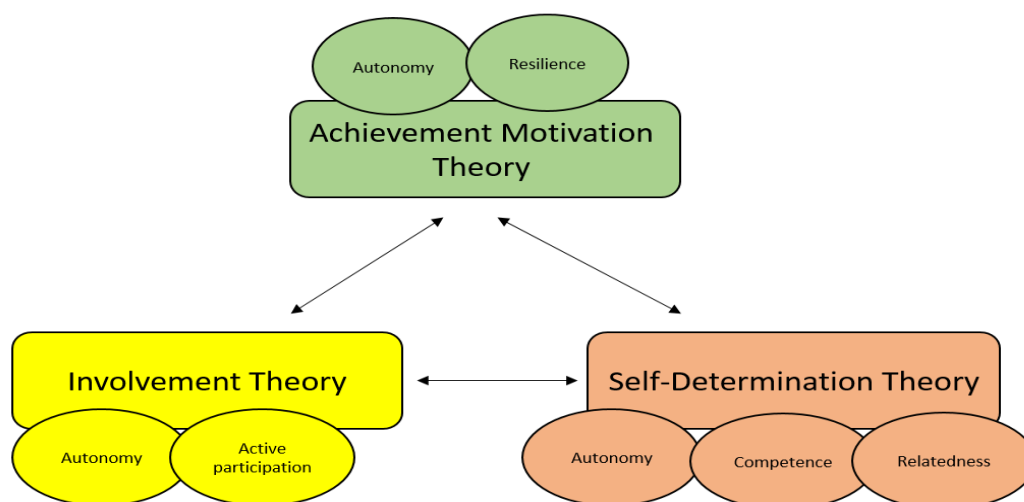 Autonomy
Resilience
Achievement Motivation
Theory
Involvement Theory
Self-Determination Theory
Autonomy
Active
participation
Autonomy
Competence
Relatedness